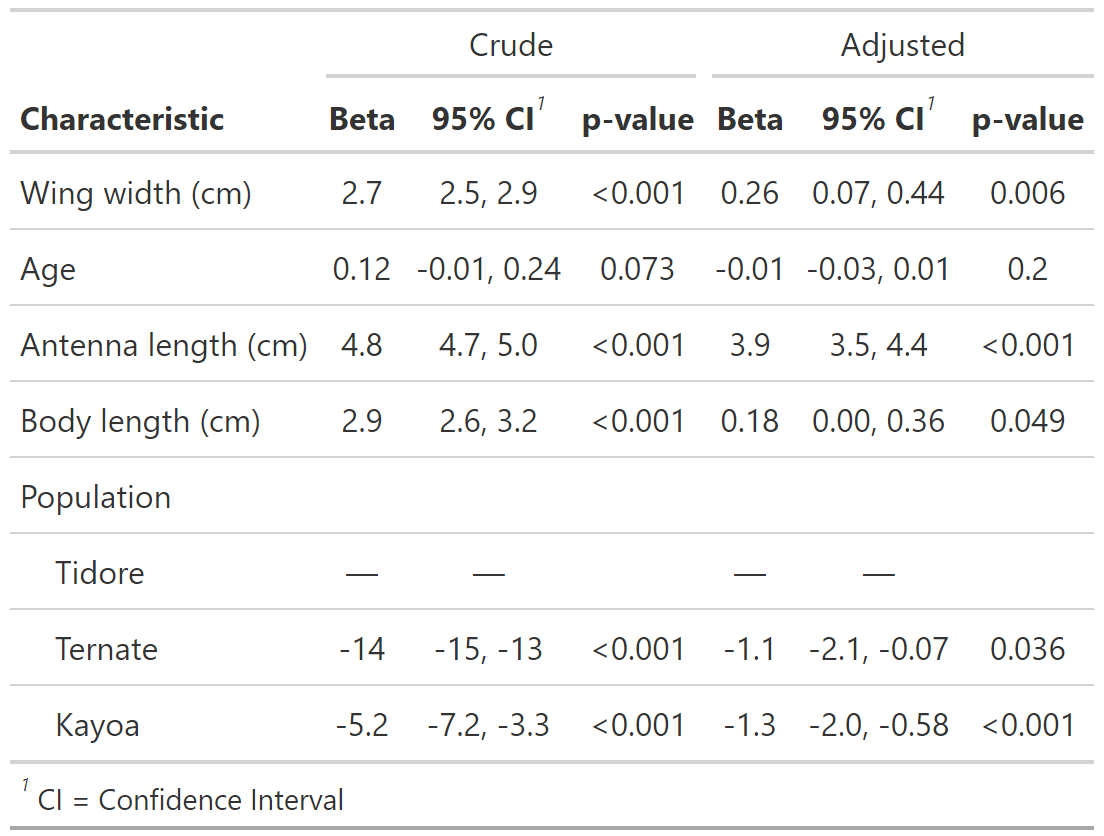 Crude Adjusted
Characteristic Beta 95% CI1 p-value Beta 95% CI1 p-value
Wing width (cm) 2.7 2.5, 2.9 <0.001 0.26 0.07, 0.44 0.006
Age 0.12 -0.01, 0.24 0.073 -0.01 -0.03, 0.01 0.2
Antenna length (cm) 4.8 4.7, 5.0 <0.001 3.9 3.5, 4.4 <0.001
Body length (cm) 2.9 2.6, 3.2 <0.001 0.18 0.00, 0.36 0.049
Population
Tidore — — — —
Ternate -14 -15, -13 <0.001 -1.1 -2.1, -0.07 0.036
Kayoa -5.2 -7.2, -3.3 <0.001 -1.3 -2.0, -0.58 <0.001
1 CI = Confidence Interval